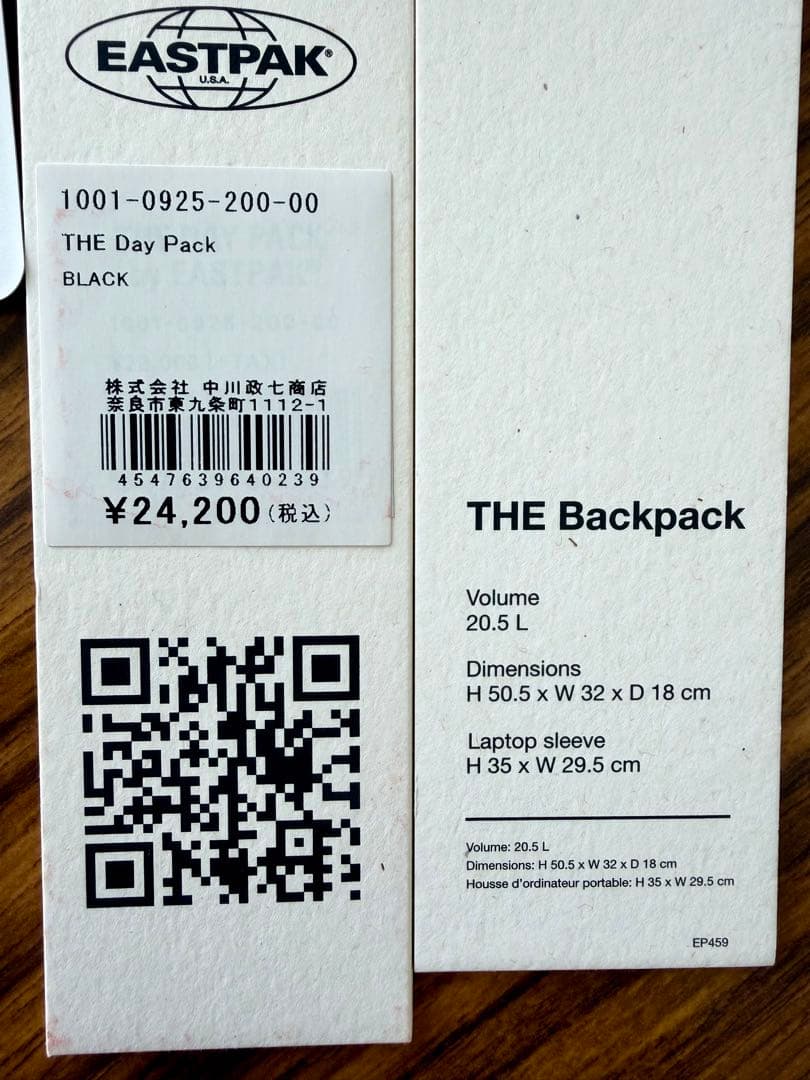 EASTPAK®
U.S.A.
1001-0925-200-00
THE Day Pack
BLACK
株式会社 中川政七商店
奈良市東九条町1112-1
4547639640239
¥24,200(税込)
THE Backpack
Volume
20.5 L
Dimensions
H 50.5 x W 32 x D 18 cm
Laptop sleeve
H 35 x W 29.5 cm
Volume: 20.5 L
Dimensions: H 50.5 x W 32 x D 18 cm
Housse d'ordinateur portable: H 35 x W 29.5 cm
EP459